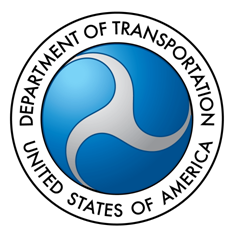 DEPARTMENT OF TRANSPORTATION
UNITED STATES OF AMERICA